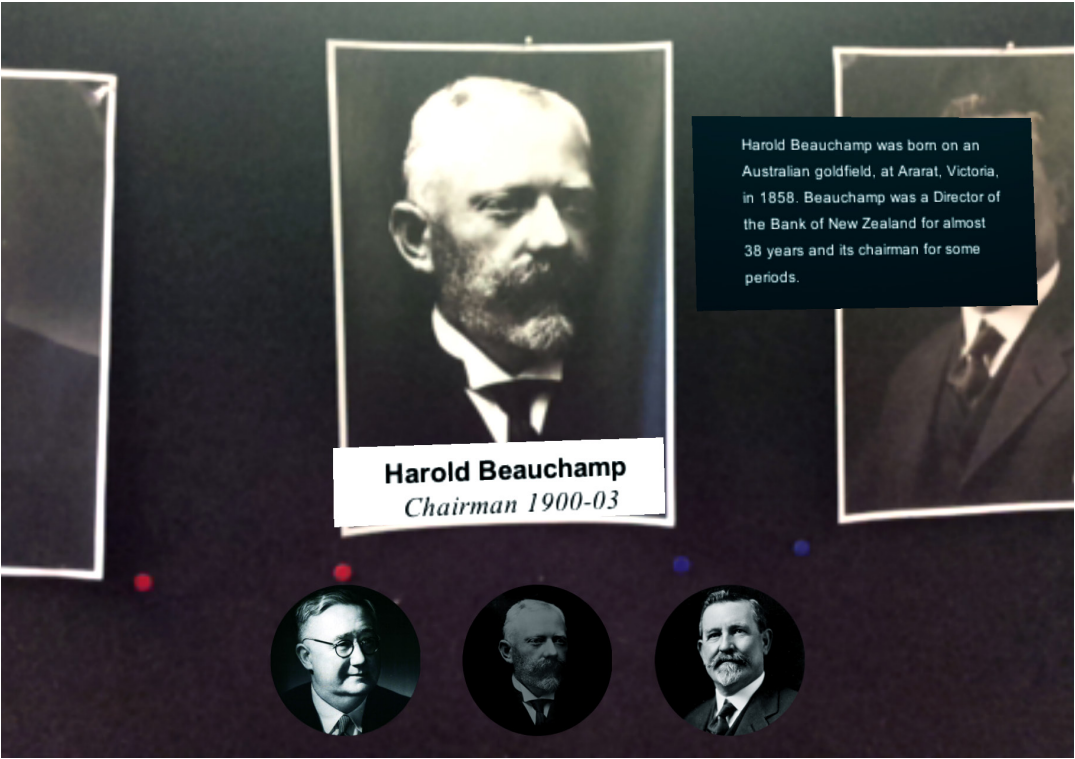 Harold Beauchamp was born on an
Australian goldfield, at Ararat, Victoria,
in 1858. Beauchamp was a Director of
the Bank of New Zealand for almost
38 years and its chairman for some
periods.
Harold Beauchamp
Chairman 1900-03